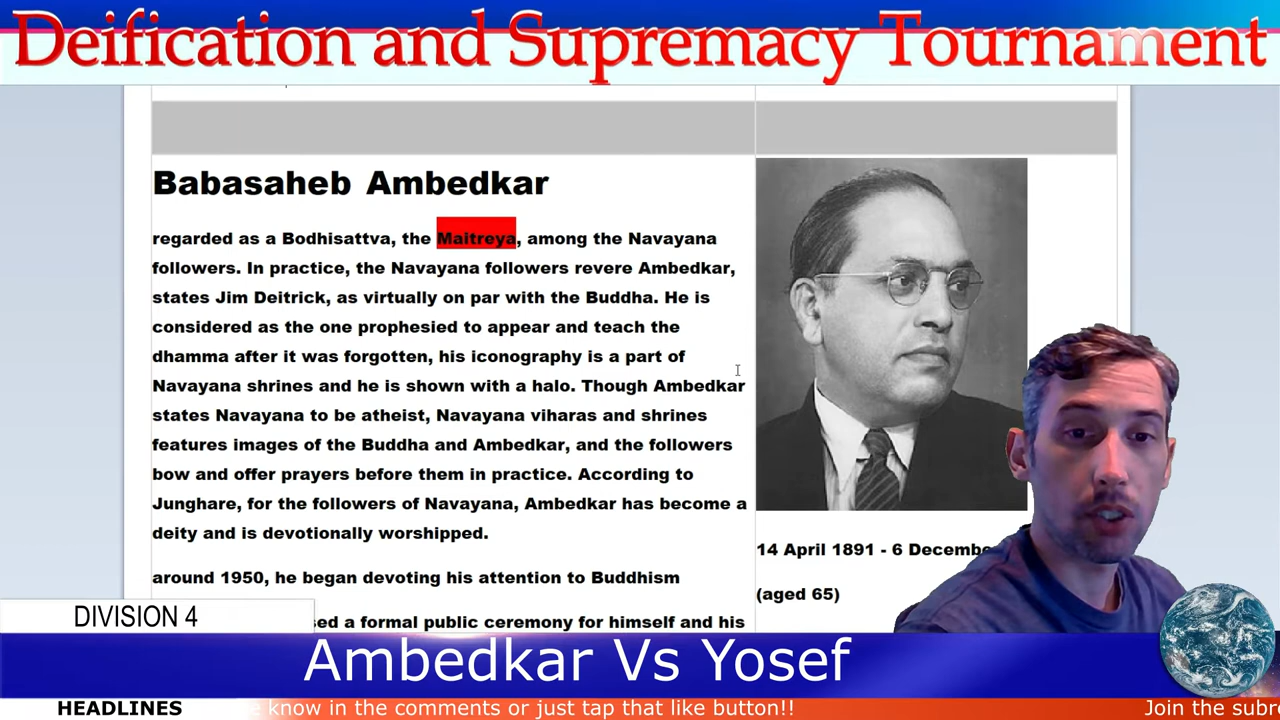 Deification and Supremacy Tournament
Babasaheb Ambedkar
regarded as a Bodhisattva, the Maitreya, among the Navayana
followers. In practice, the Navayana followers revere Ambedkar,
states Jim Deitrick, as virtually on par with the Buddha. He is
considered as the one prophesied to appear and teach the
dhamma after it was forgotten, his iconography is a part of
Navayana shrines and he is shown with a halo. Though Ambedkar
states Navayana to be atheist, Navayana viharas and shrines
features images of the Buddha and Ambedkar, and the followers
bow and offer prayers before them in practice. According to
Junghare, for the followers of Navayana, Ambedkar has become a
deity and is devotionally worshipped.
around 1950, he began devoting his attention to Buddhism
a formal public ceremony for himself and his
14 April 1891 - 6
(aged 65)
DIVISION 4
Ambedkar Vs Yosef
HEADLINES
know in the comments or just tap that like button!!
Join the